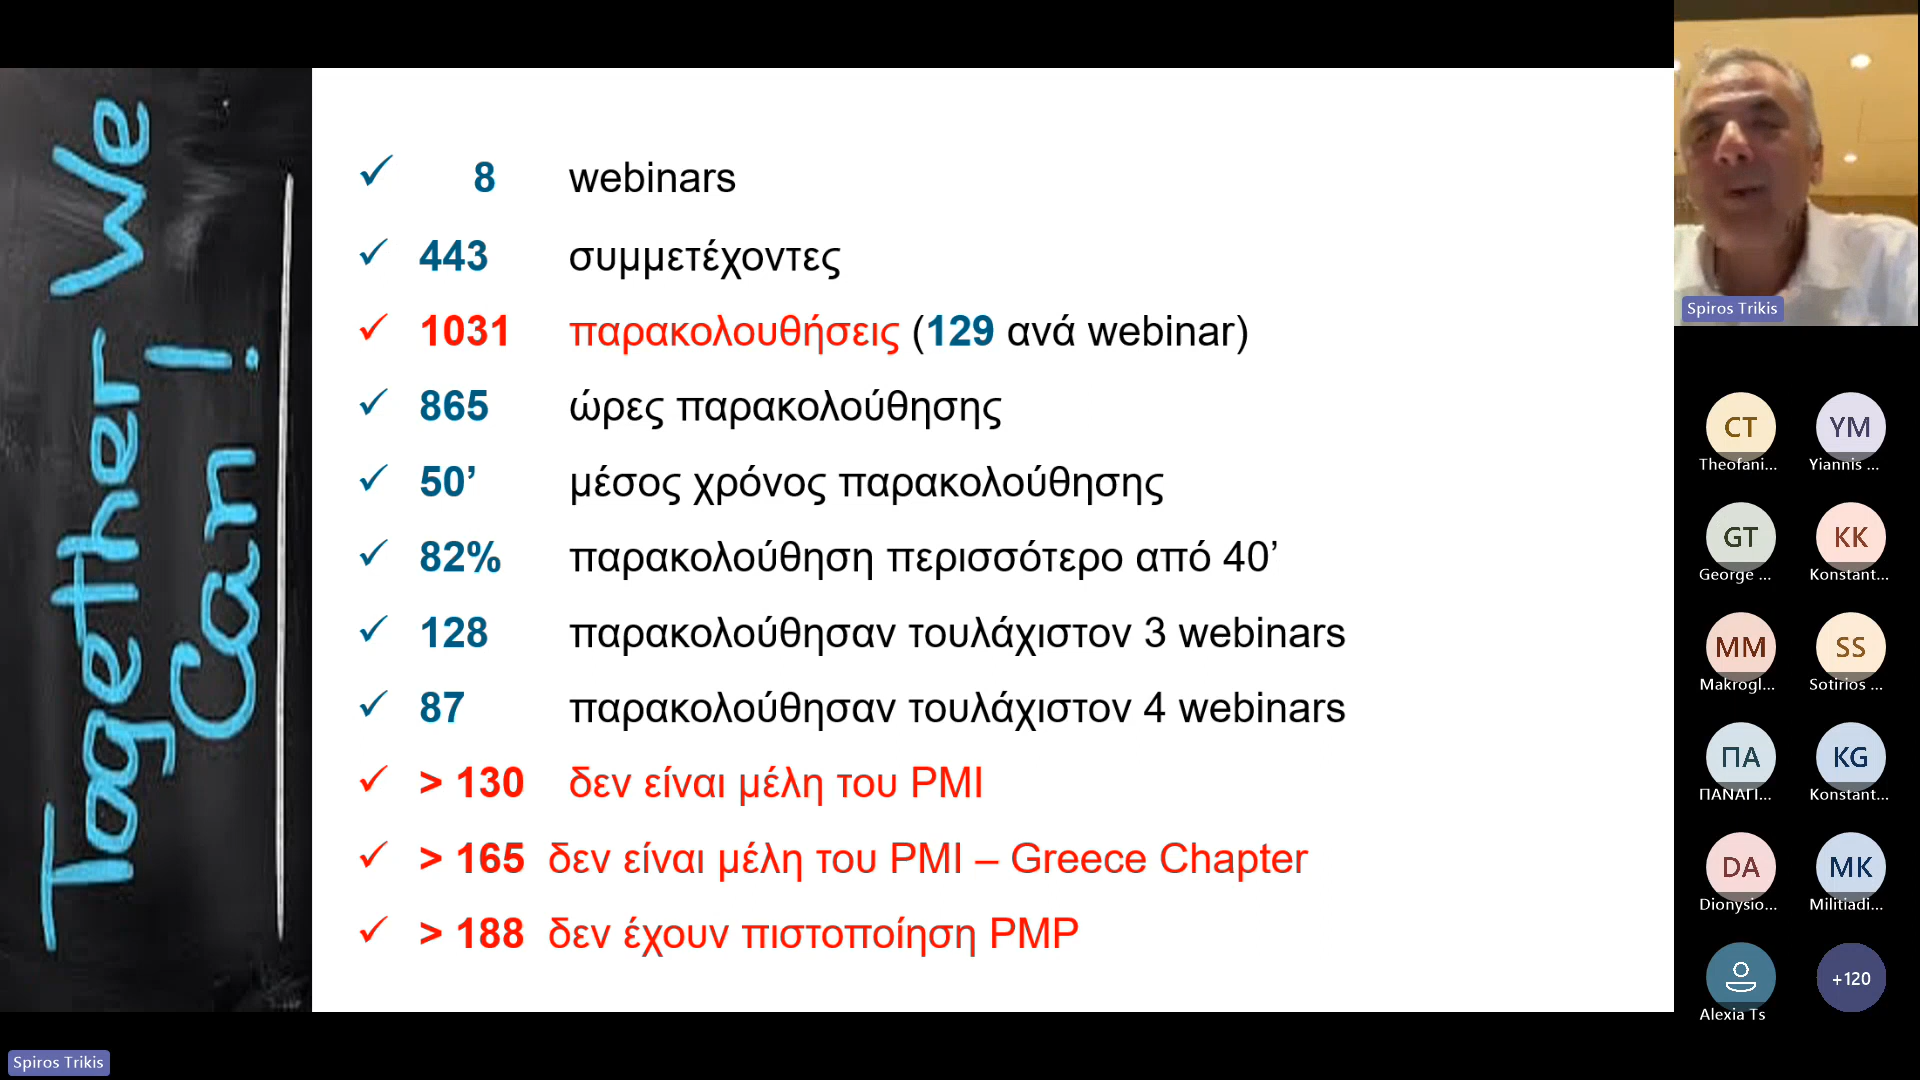 Together We
Can !
✓ 8 webinars
✓ 443 συμμετέχοντες
✓ 1031 παρακολουθήσεις (129 ανά webinar)
✓ 865 ώρες παρακολούθησης
✓ 50’ μέσος χρόνος παρακολούθησης
✓ 82% παρακολούθηση περισσότερο από 40’
✓ 128 παρακολούθησαν τουλάχιστον 3 webinars
✓ 87 παρακολούθησαν τουλάχιστον 4 webinars
✓ > 130 δεν είναι μέλη του PMI
✓ > 165 δεν είναι μέλη του PMI – Greece Chapter
✓ > 188 δεν έχουν πιστοποίηση PMP
Spiros Trikis
CT YM
Theofani... Yiannis ...
GT KK
George ... Konstant...
MM SS
Makrogl... Sotirios ...
ΠΑ KG
ΠΑΝΑΓΙ... Konstant...
DA MK
Dionysio... Militiadi...
+120
Alexia Ts
Spiros Trikis